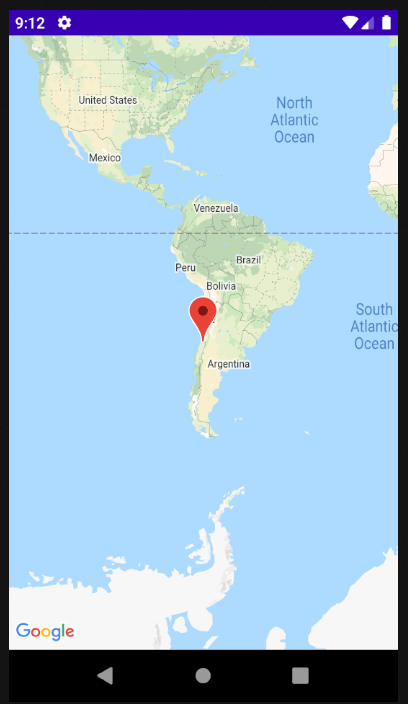 9:12
United States
North
Atlantic
Ocean
Mexico
Venezuela
Peru
Brazil
Bolivia
South
Atlantic
Ocean
Argentina
Google